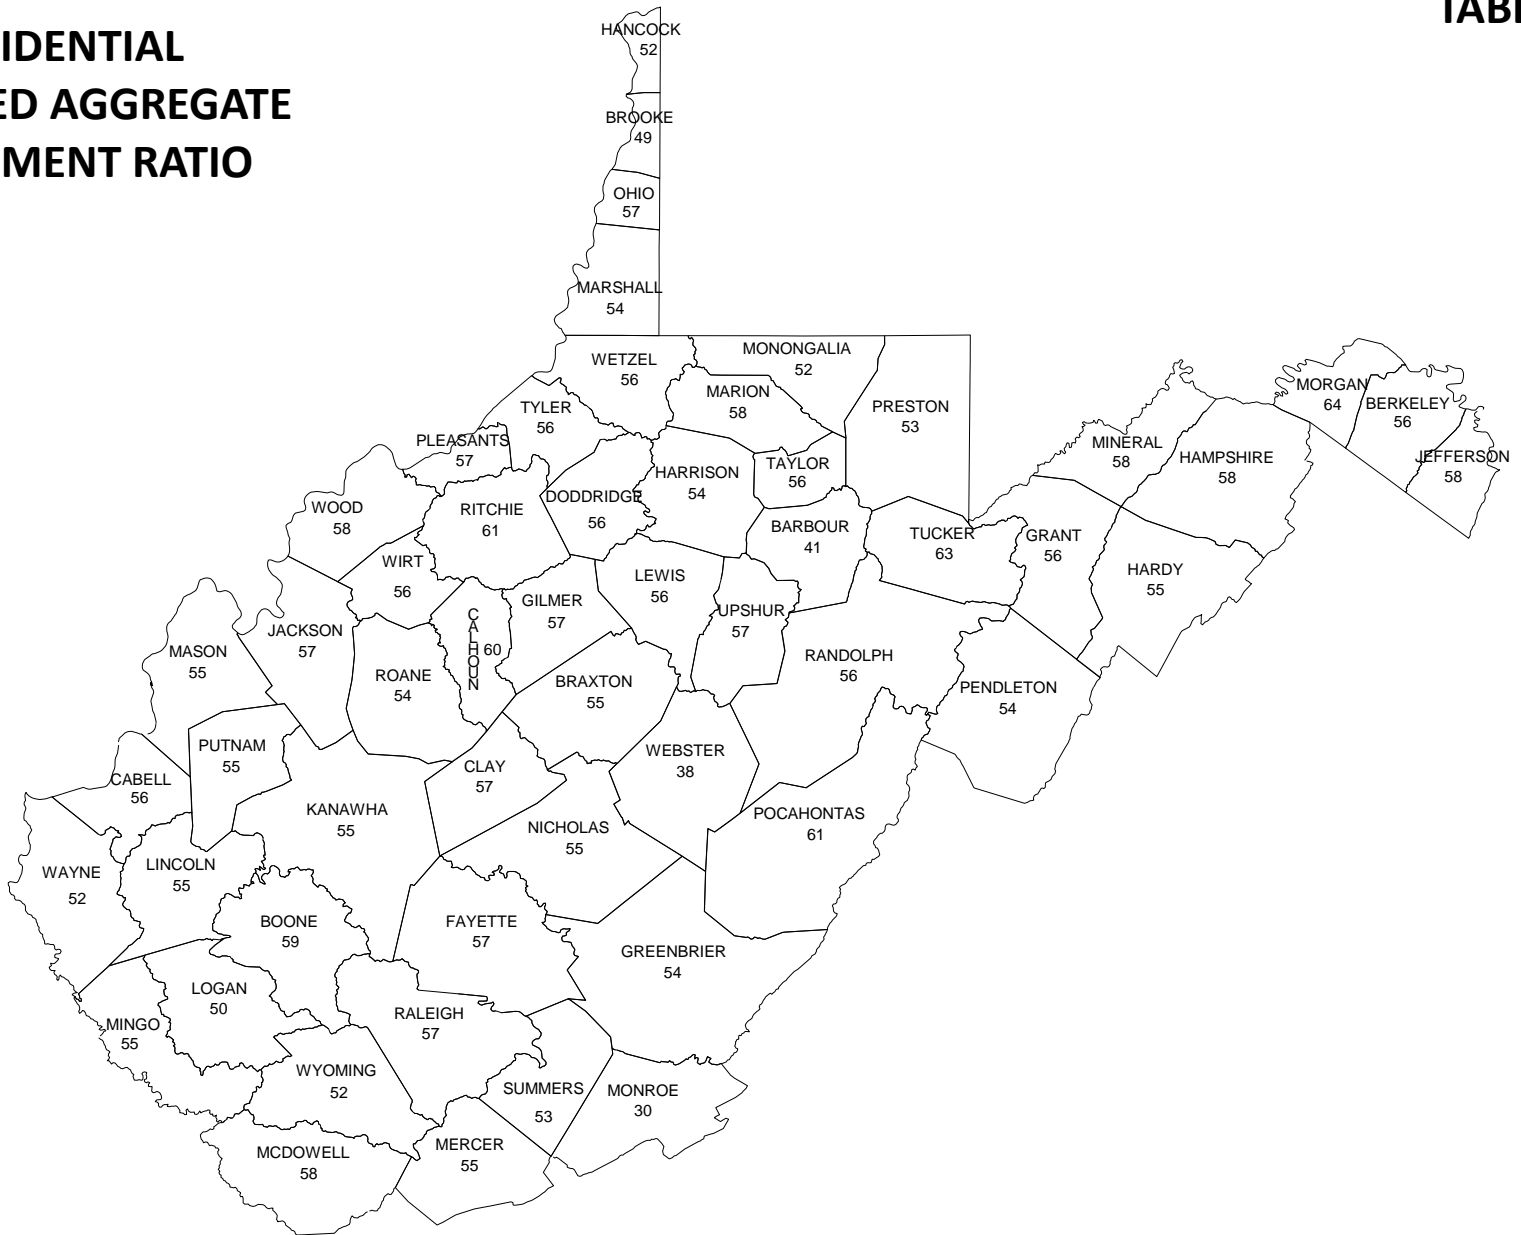 TABL
IDENTIAL
ED AGGREGATE
MENT RATIO
HANCOCK
52
BROOKE
49
OHIO
57
MARSHALL
54
WETZEL
56
MONONGALIA
52
MARION
58
PRESTON
53
TYLER
56
PLEASANTS
57
MORGAN
64
BERKELEY
56
JEFFERSON
58
MINERAL
58
HAMPSHIRE
58
HARRISON
54
TAYLOR
56
DODDRIDGE
56
RITCHIE
61
WOOD
58
BARBOUR
41
TUCKER
63
GRANT
56
HARDY
55
WIRT
56
LEWIS
56
GILMER
57
UPSHUR
57
CALHOUN
60
JACKSON
57
MASON
55
ROANE
54
BRAXTON
55
RANDOLPH
56
PENDLETON
54
PUTNAM
55
CABELL
56
CLAY
57
WEBSTER
38
KANAWHA
55
NICHOLAS
55
POCAHONTAS
61
WAYNE
52
LINCOLN
55
BOONE
59
FAYETTE
57
GREENBRIER
54
LOGAN
50
RALEIGH
57
MINGO
55
WYOMING
52
SUMMERS
53
MONROE
30
MCDOWELL
58
MERCER
55